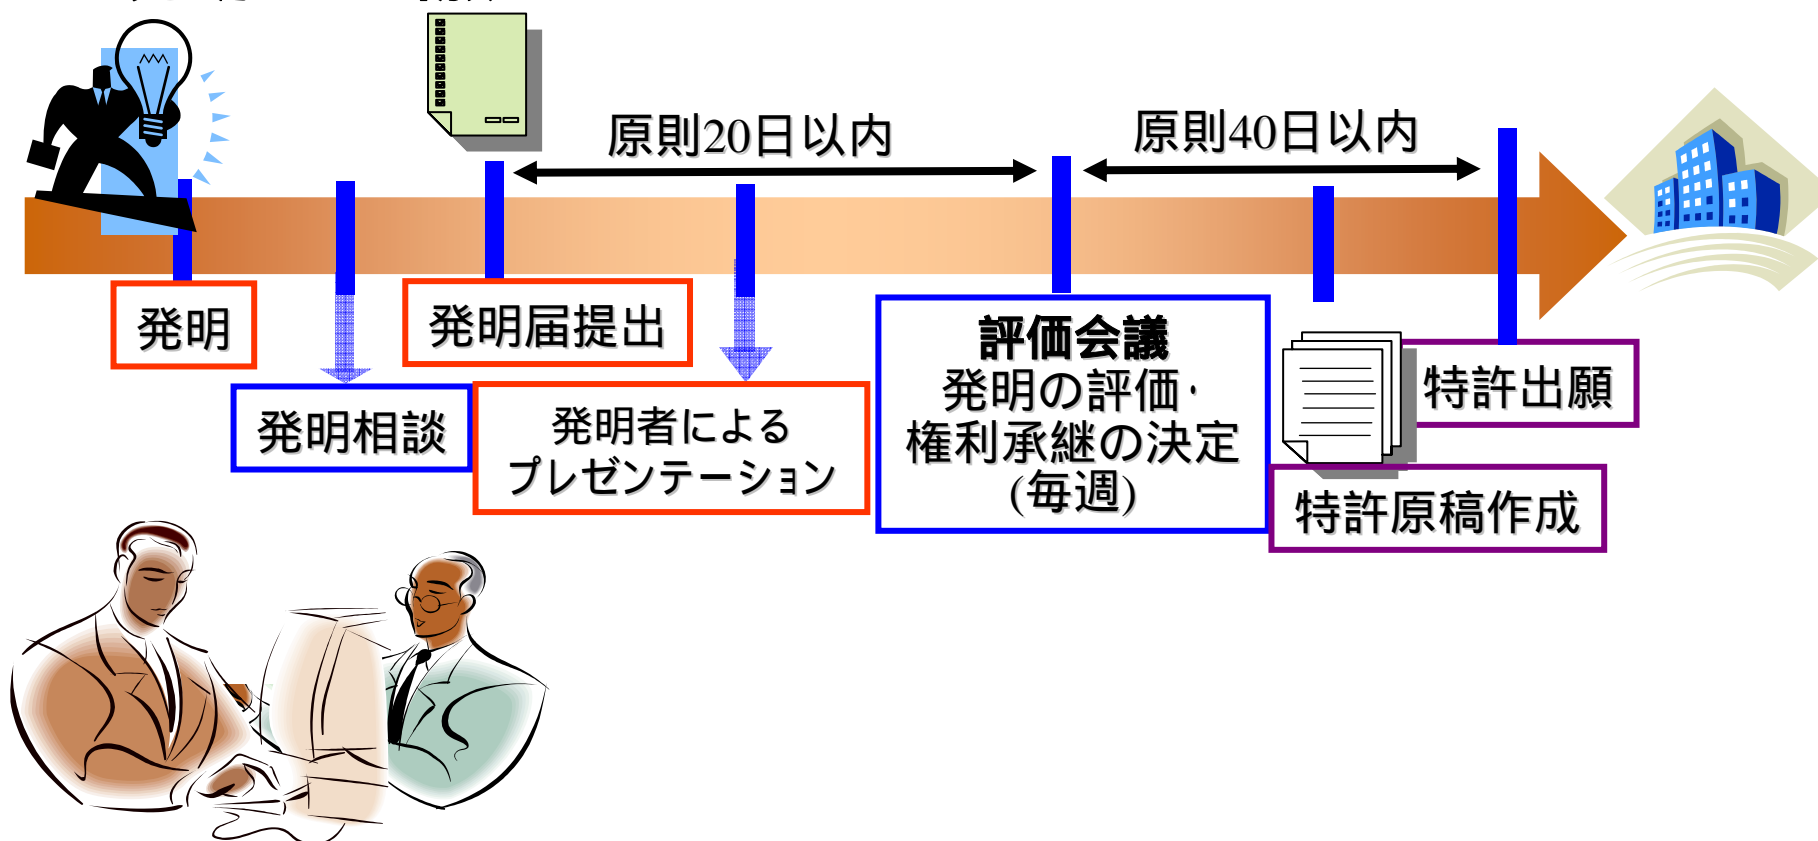 原則20日以内
原則40日以内
発明
発明相談
発明届提出
発明者による
プレゼンテーション
評価会議
発明の評価・
権利承継の決定
(毎週)
特許原稿作成
特許出願